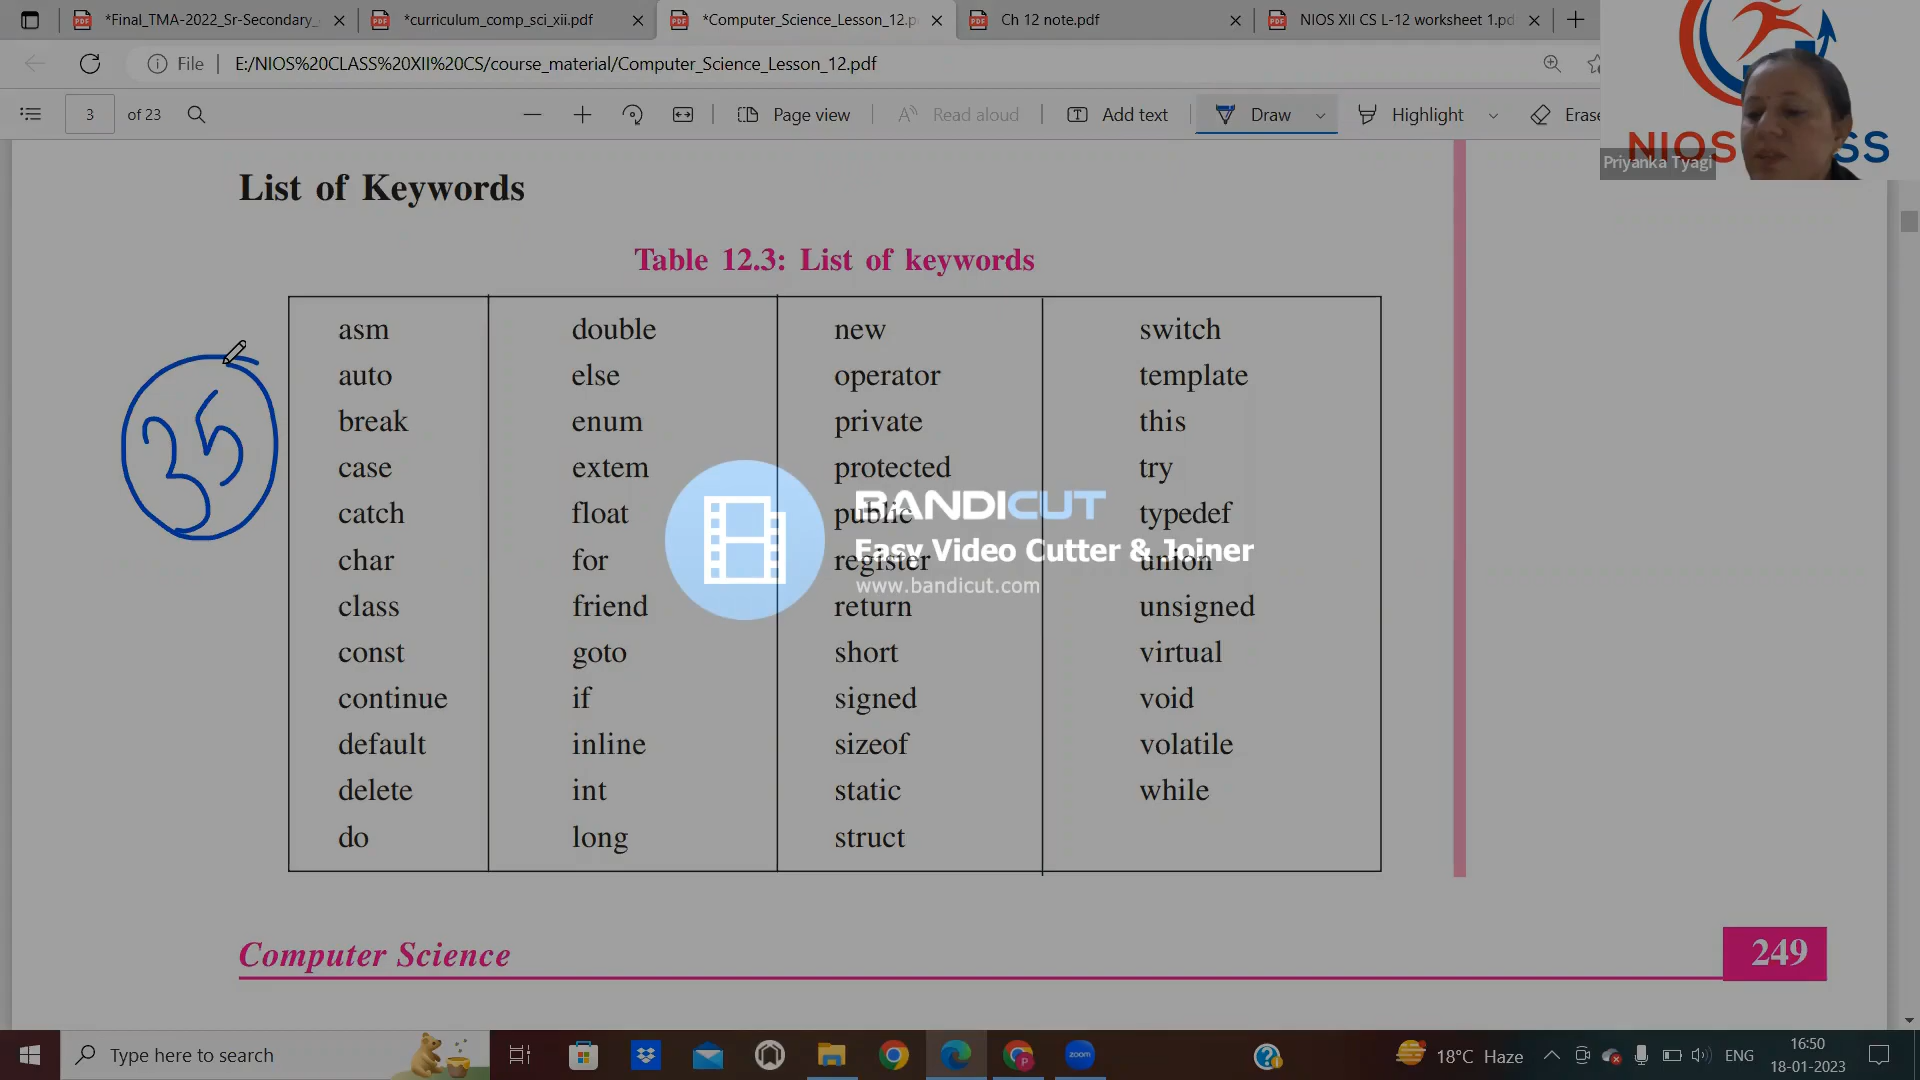 *Final_TMA-2022_Sr-Secondary_
*curriculum_comp_sci_xii.pdf
*Computer_Science_Lesson_12.p
Ch 12 note.pdf
NIOS XII CS L-12 worksheet 1.pd
File
E:/NIOS%20CLASS%20XII%20CS/course_material/Computer_Science_Lesson_12.pdf
3 of 23
Page view
Read aloud
Add text
Draw
Highlight
Erase
NIOS
SS
Priyanka Tyagi
List of Keywords
Table 12.3: List of keywords
asm double new switch
auto else operator template
break enum private this
case extem protected try
catch float public typedef
char for register union
class friend return unsigned
const goto short virtual
continue if signed void
default inline sizeof volatile
delete int static while
do long struct
35
BANDICUT
Easy Video Cutter & Joiner
www.bandicut.com
Computer Science
249
Type here to search
zoom
18°C Haze
ENG
16:50
18-01-2023